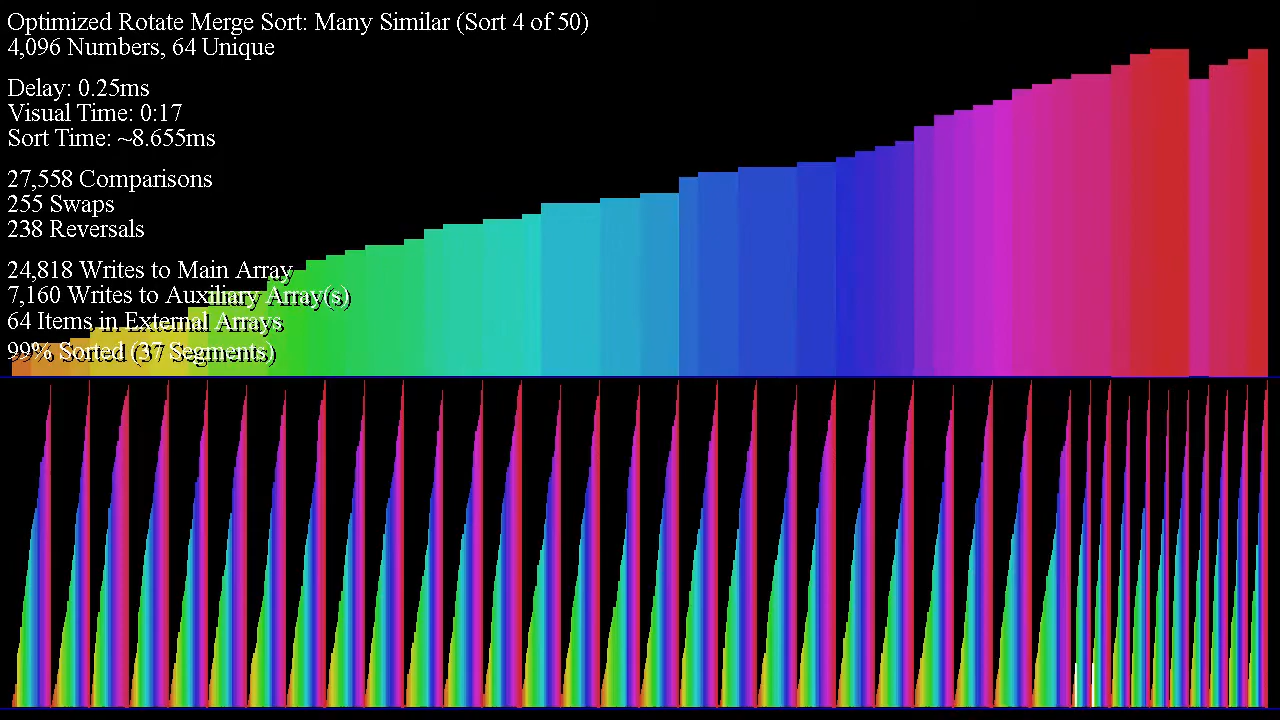 Optimized Rotate Merge Sort: Many Similar (Sort 4 of 50)
4,096 Numbers, 64 Unique
Delay: 0.25ms
Visual Time: 0:17
Sort Time: ~8.655ms
27,558 Comparisons
255 Swaps
238 Reversals
24,818 Writes to Main Array
7,160 Writes to Auxiliary Array(s)
64 Items in External Arrays
99% Sorted (37 Segments)